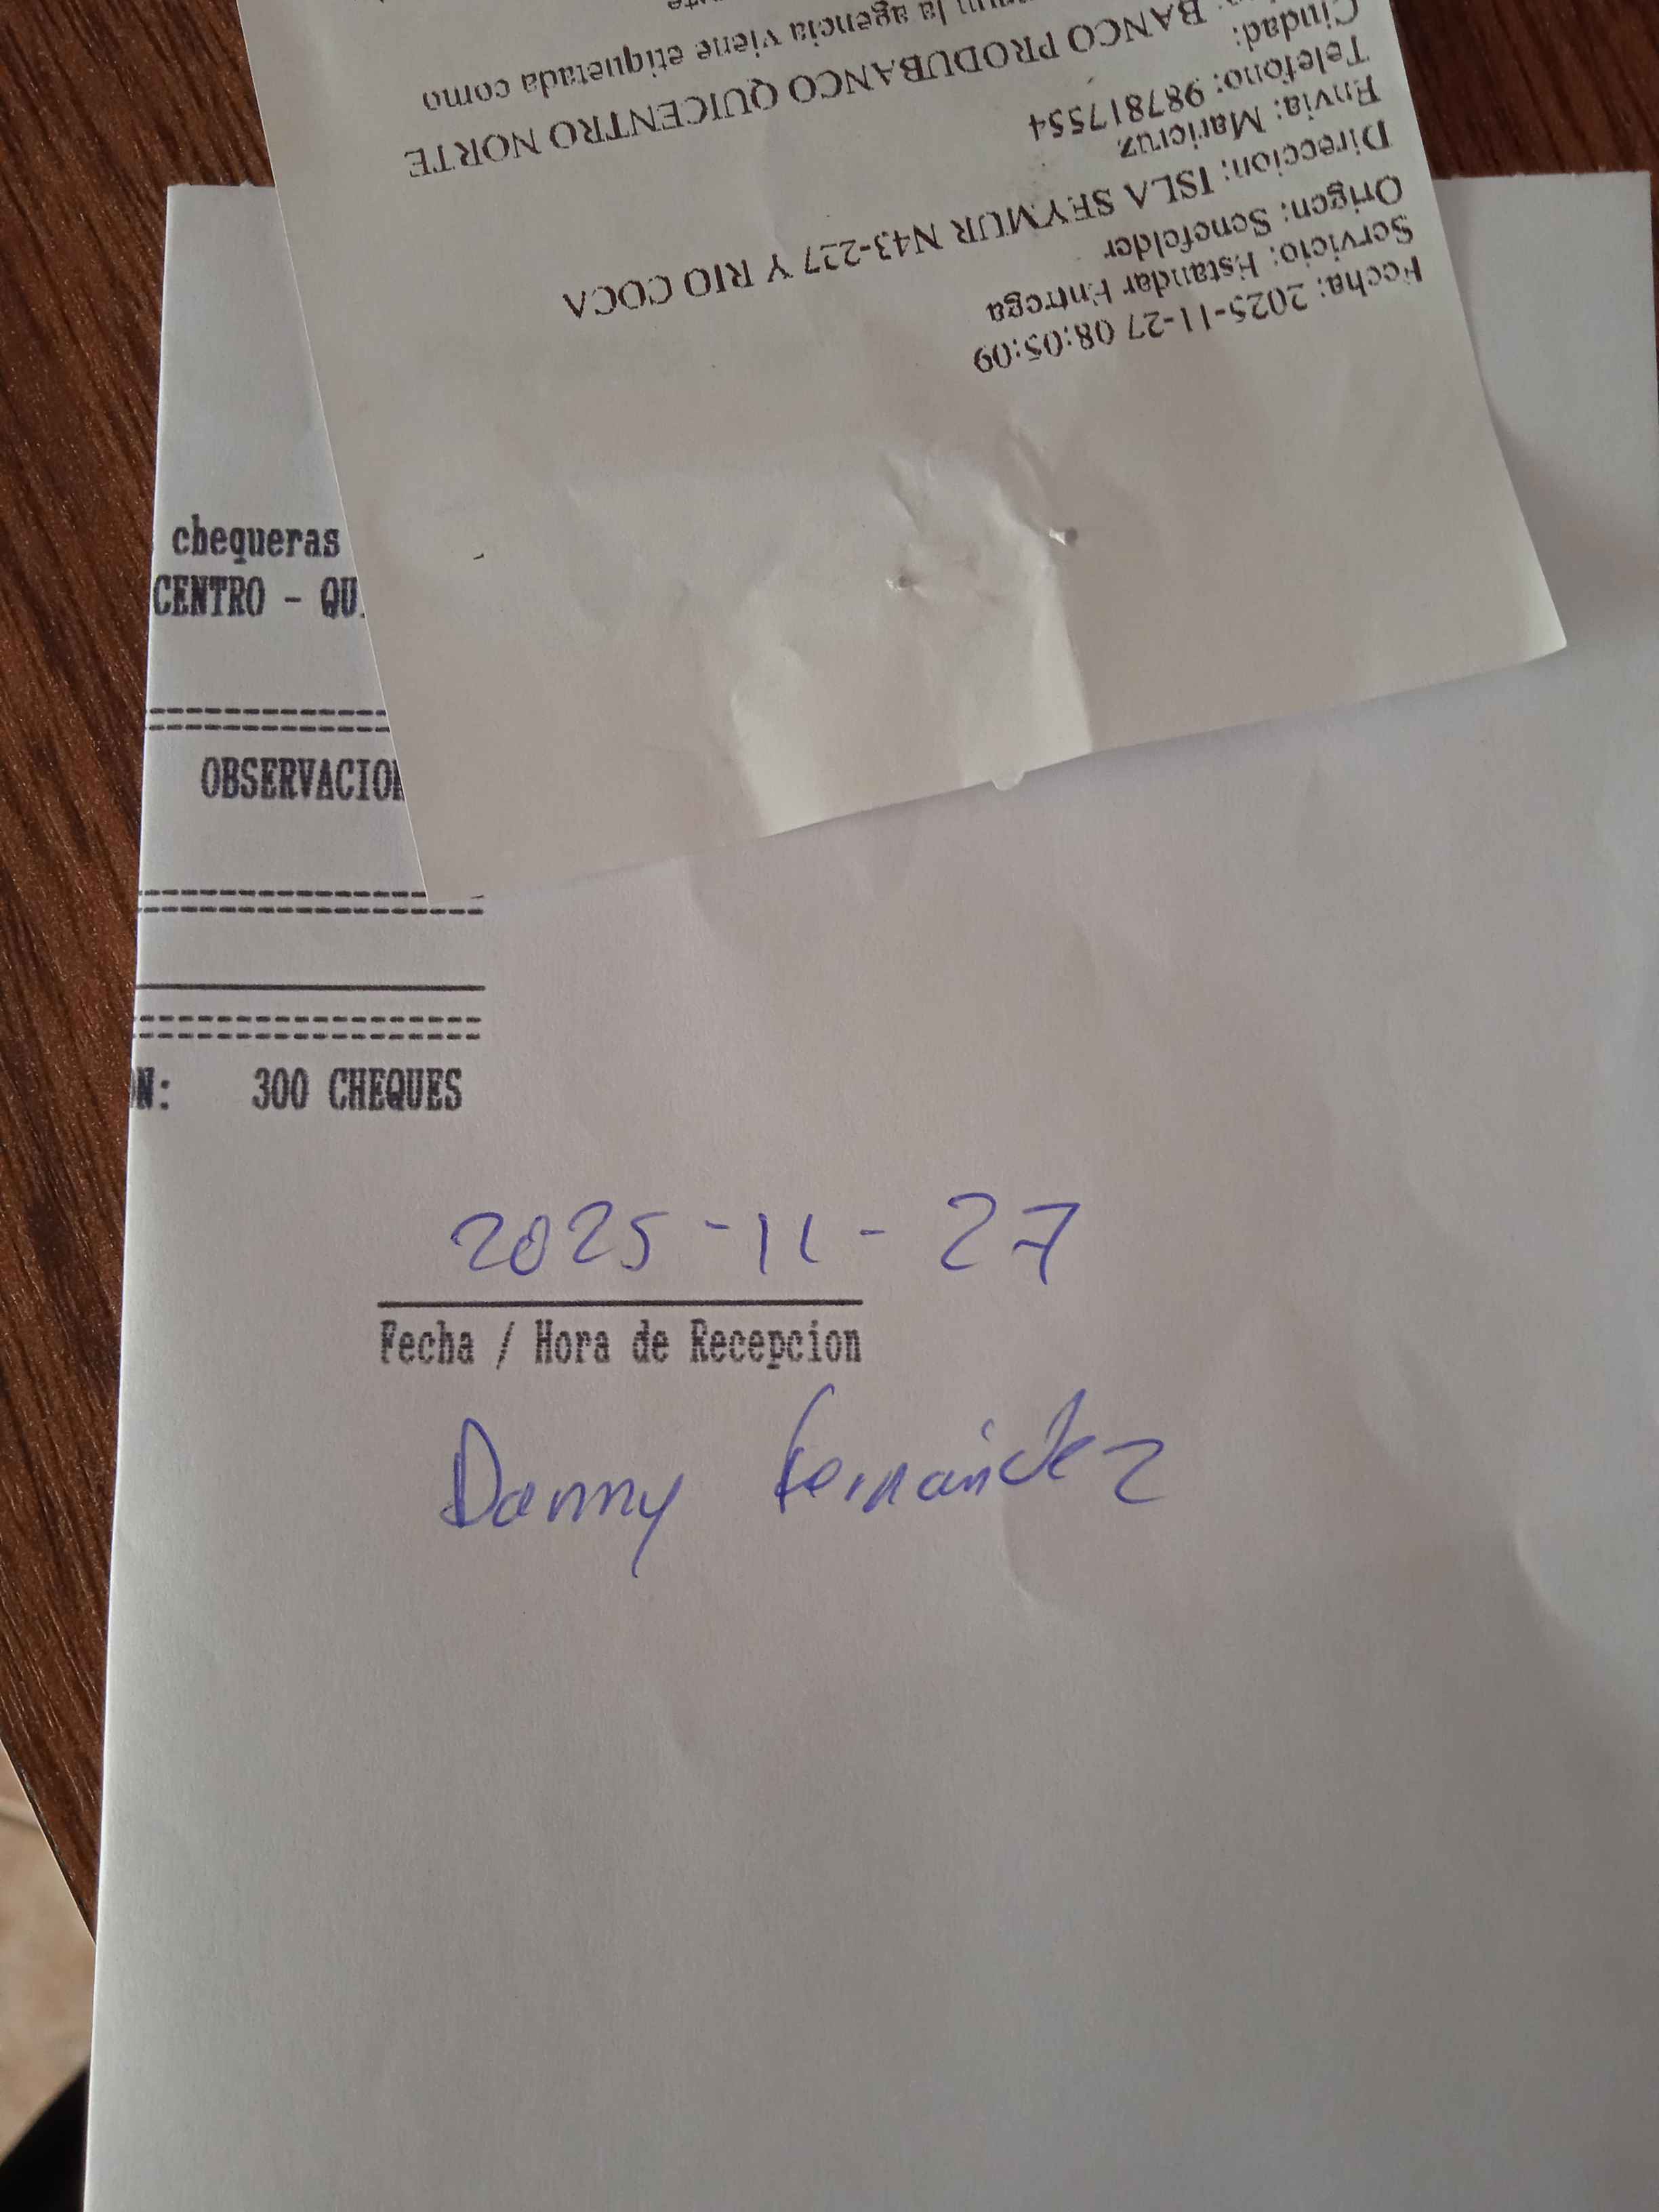 Fecha: 2025-11-27 08:05:09
Servicio: Estandar Entrega
Origen: Senefelder
Direccion: ISLA SEYMUR N43-227 Y RIO COCA
Envia: Maricruz
Telefono: 987817554
Ciudad:
BANCO PRODUBANCO QUICENTRO NORTE
la agencia viene etiquetada como
chequeras
CENTRO - QU
OBSERVACION
N: 300 CHEQUES
2025-11-27
Fecha / Hora de Recepcion
Danny Fernández